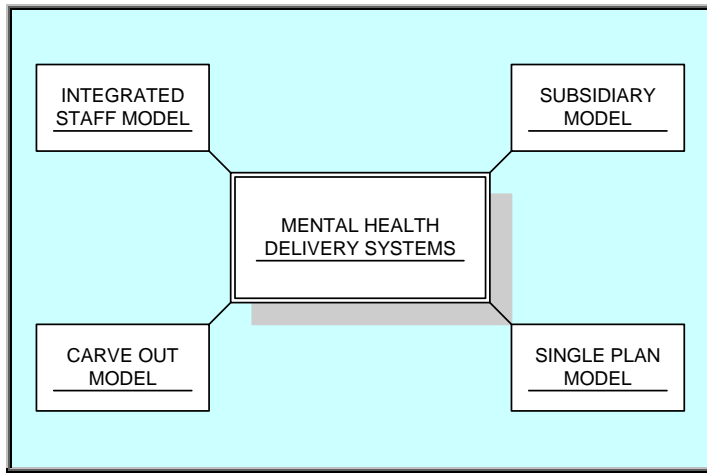 INTEGRATED
STAFF MODEL
SUBSIDIARY
MODEL
MENTAL HEALTH
DELIVERY SYSTEMS
CARVE OUT
MODEL
SINGLE PLAN
MODEL